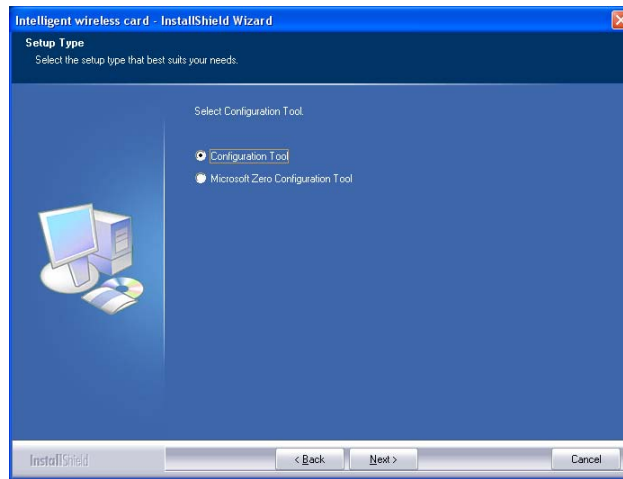 Intelligent wireless card - InstallShield Wizard
Setup Type
Select the setup type that best suits your needs.
Select Configuration Tool.
Configuration Tool
Microsoft Zero Configuration Tool
InstallShield
< Back
Next >
Cancel